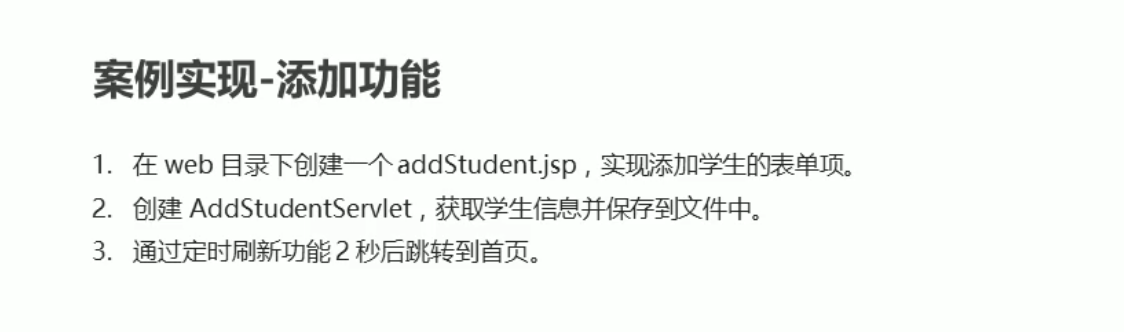 案例实现-添加功能
1. 在 web 目录下创建一个 addStudent.jsp，实现添加学生的表单项。
2. 创建 AddStudentServlet，获取学生信息并保存到文件中。
3. 通过定时刷新功能 2 秒后跳转到首页。